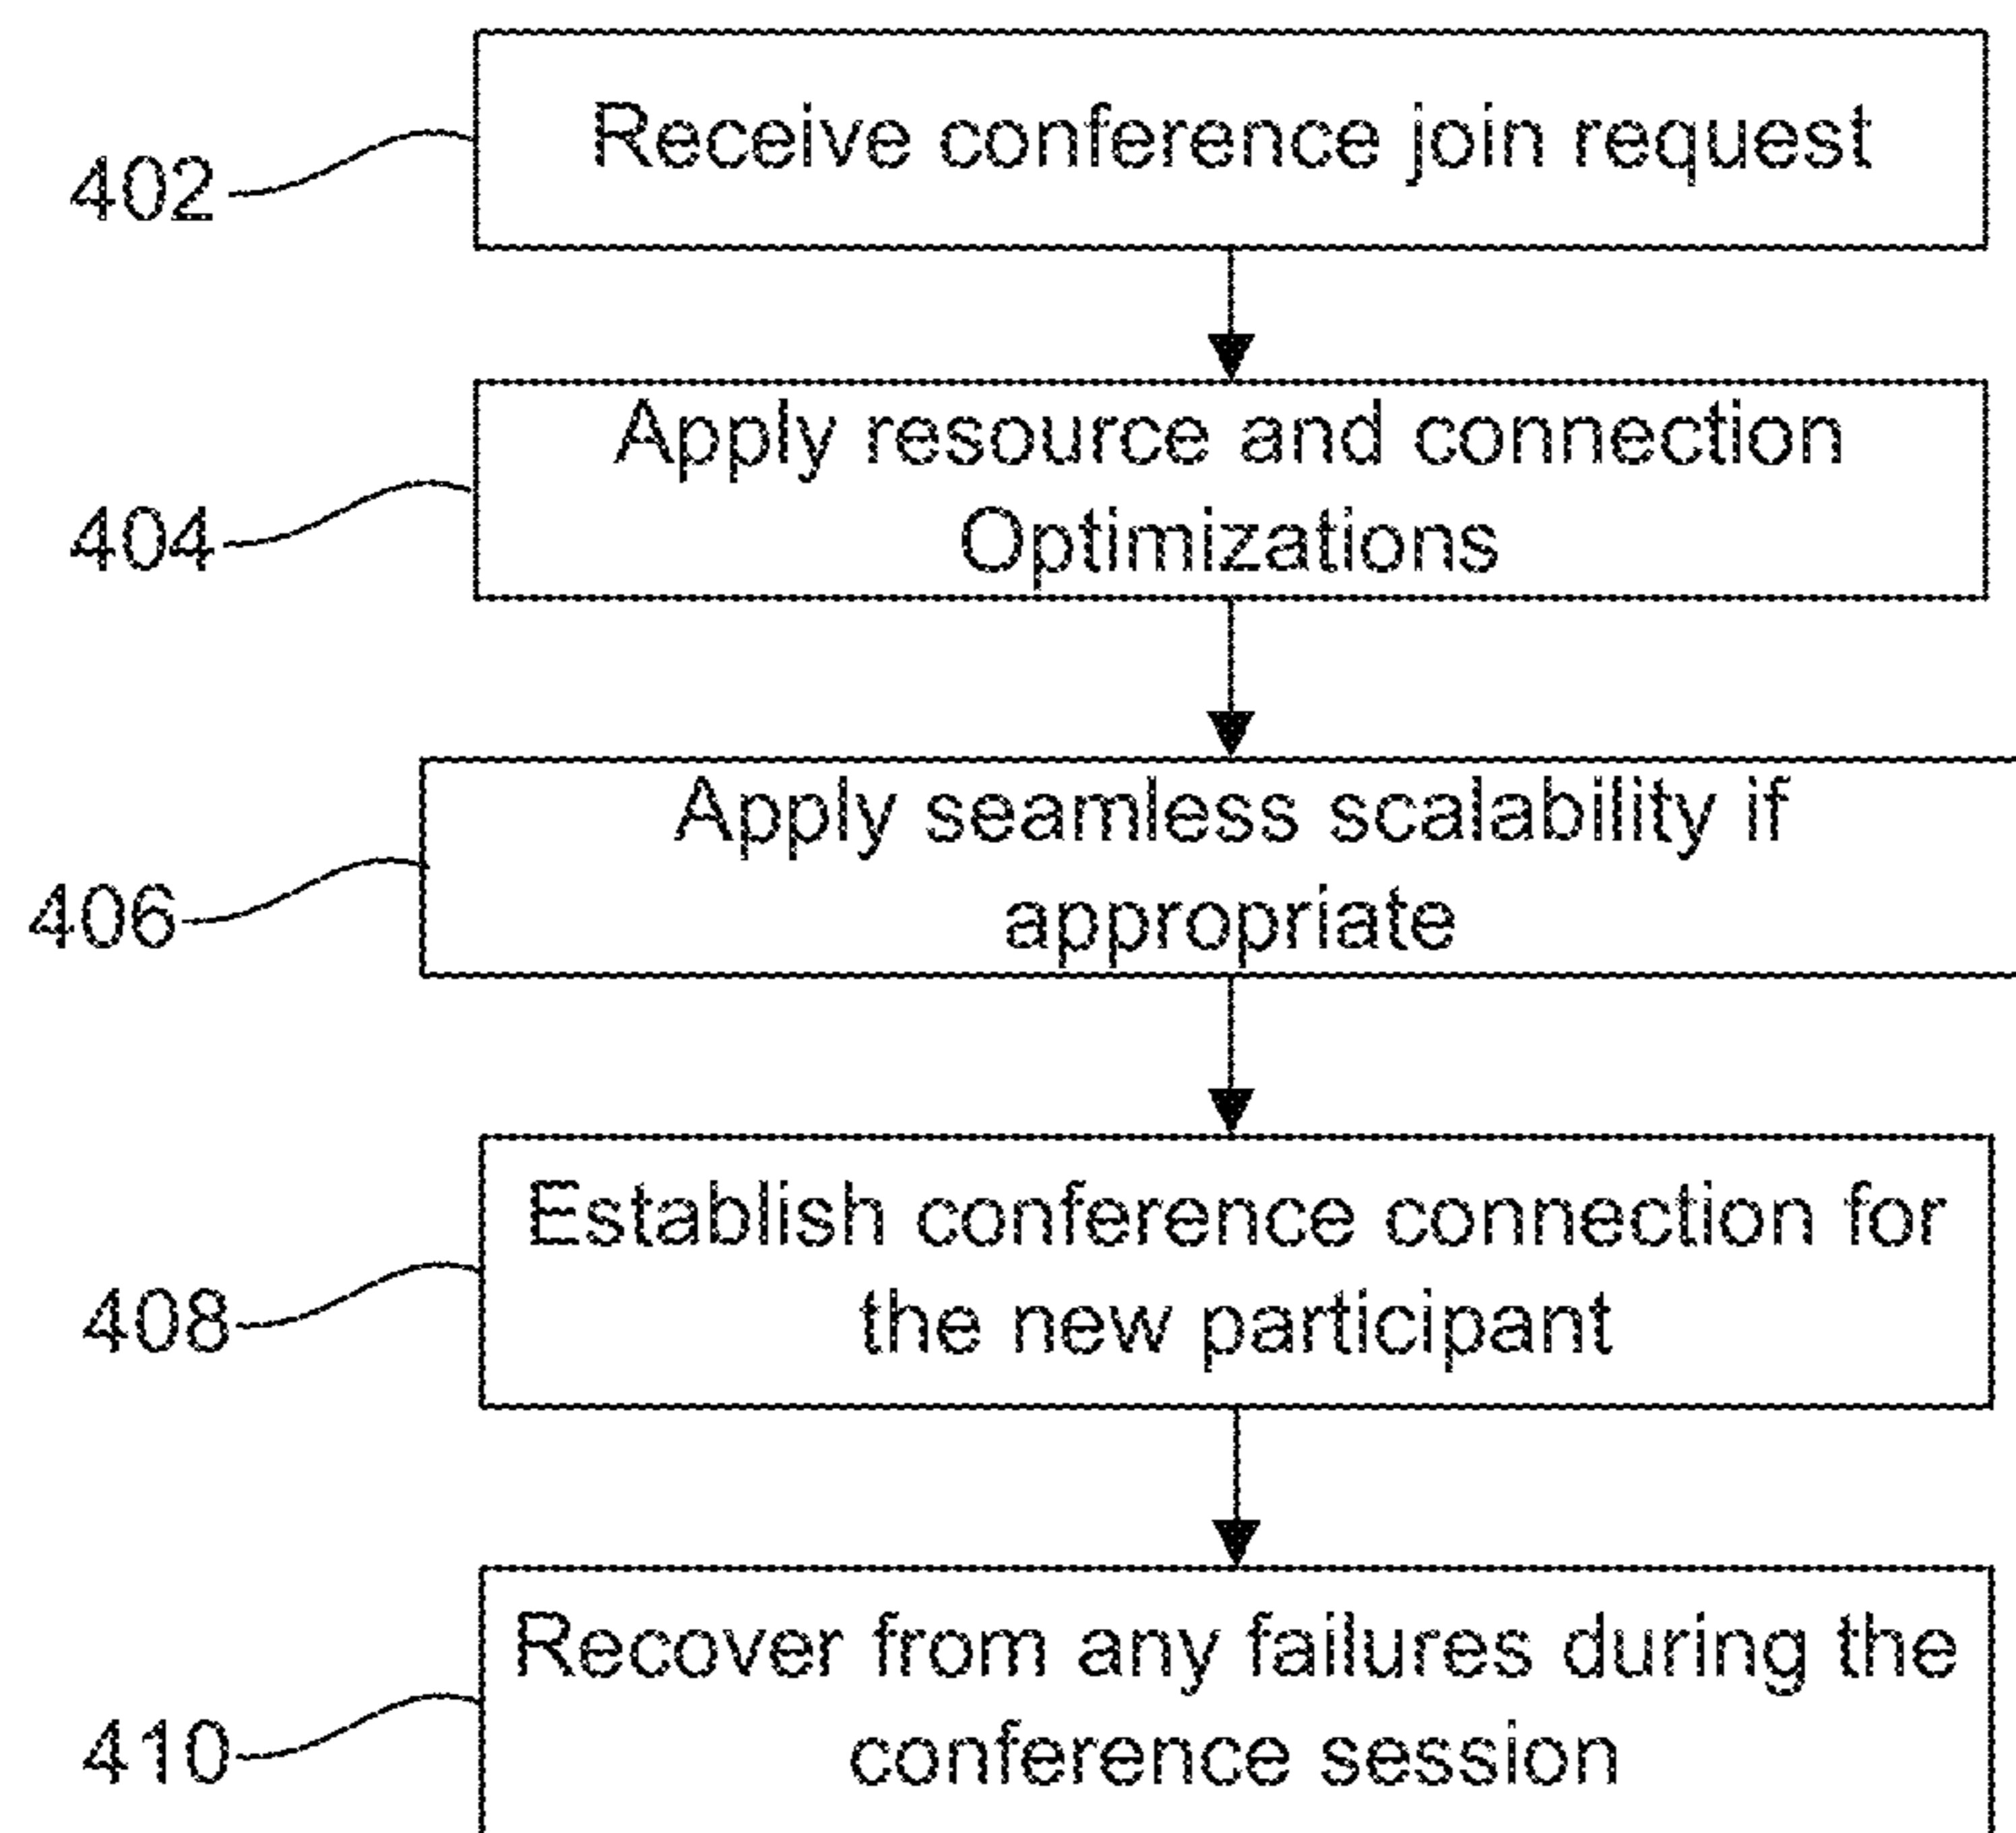 402
Receive conference join request
404
Apply resource and connection
Optimizations
406
Apply seamless scalability if
appropriate
408
Establish conference connection for
the new participant
410
Recover from any failures during the
conference session